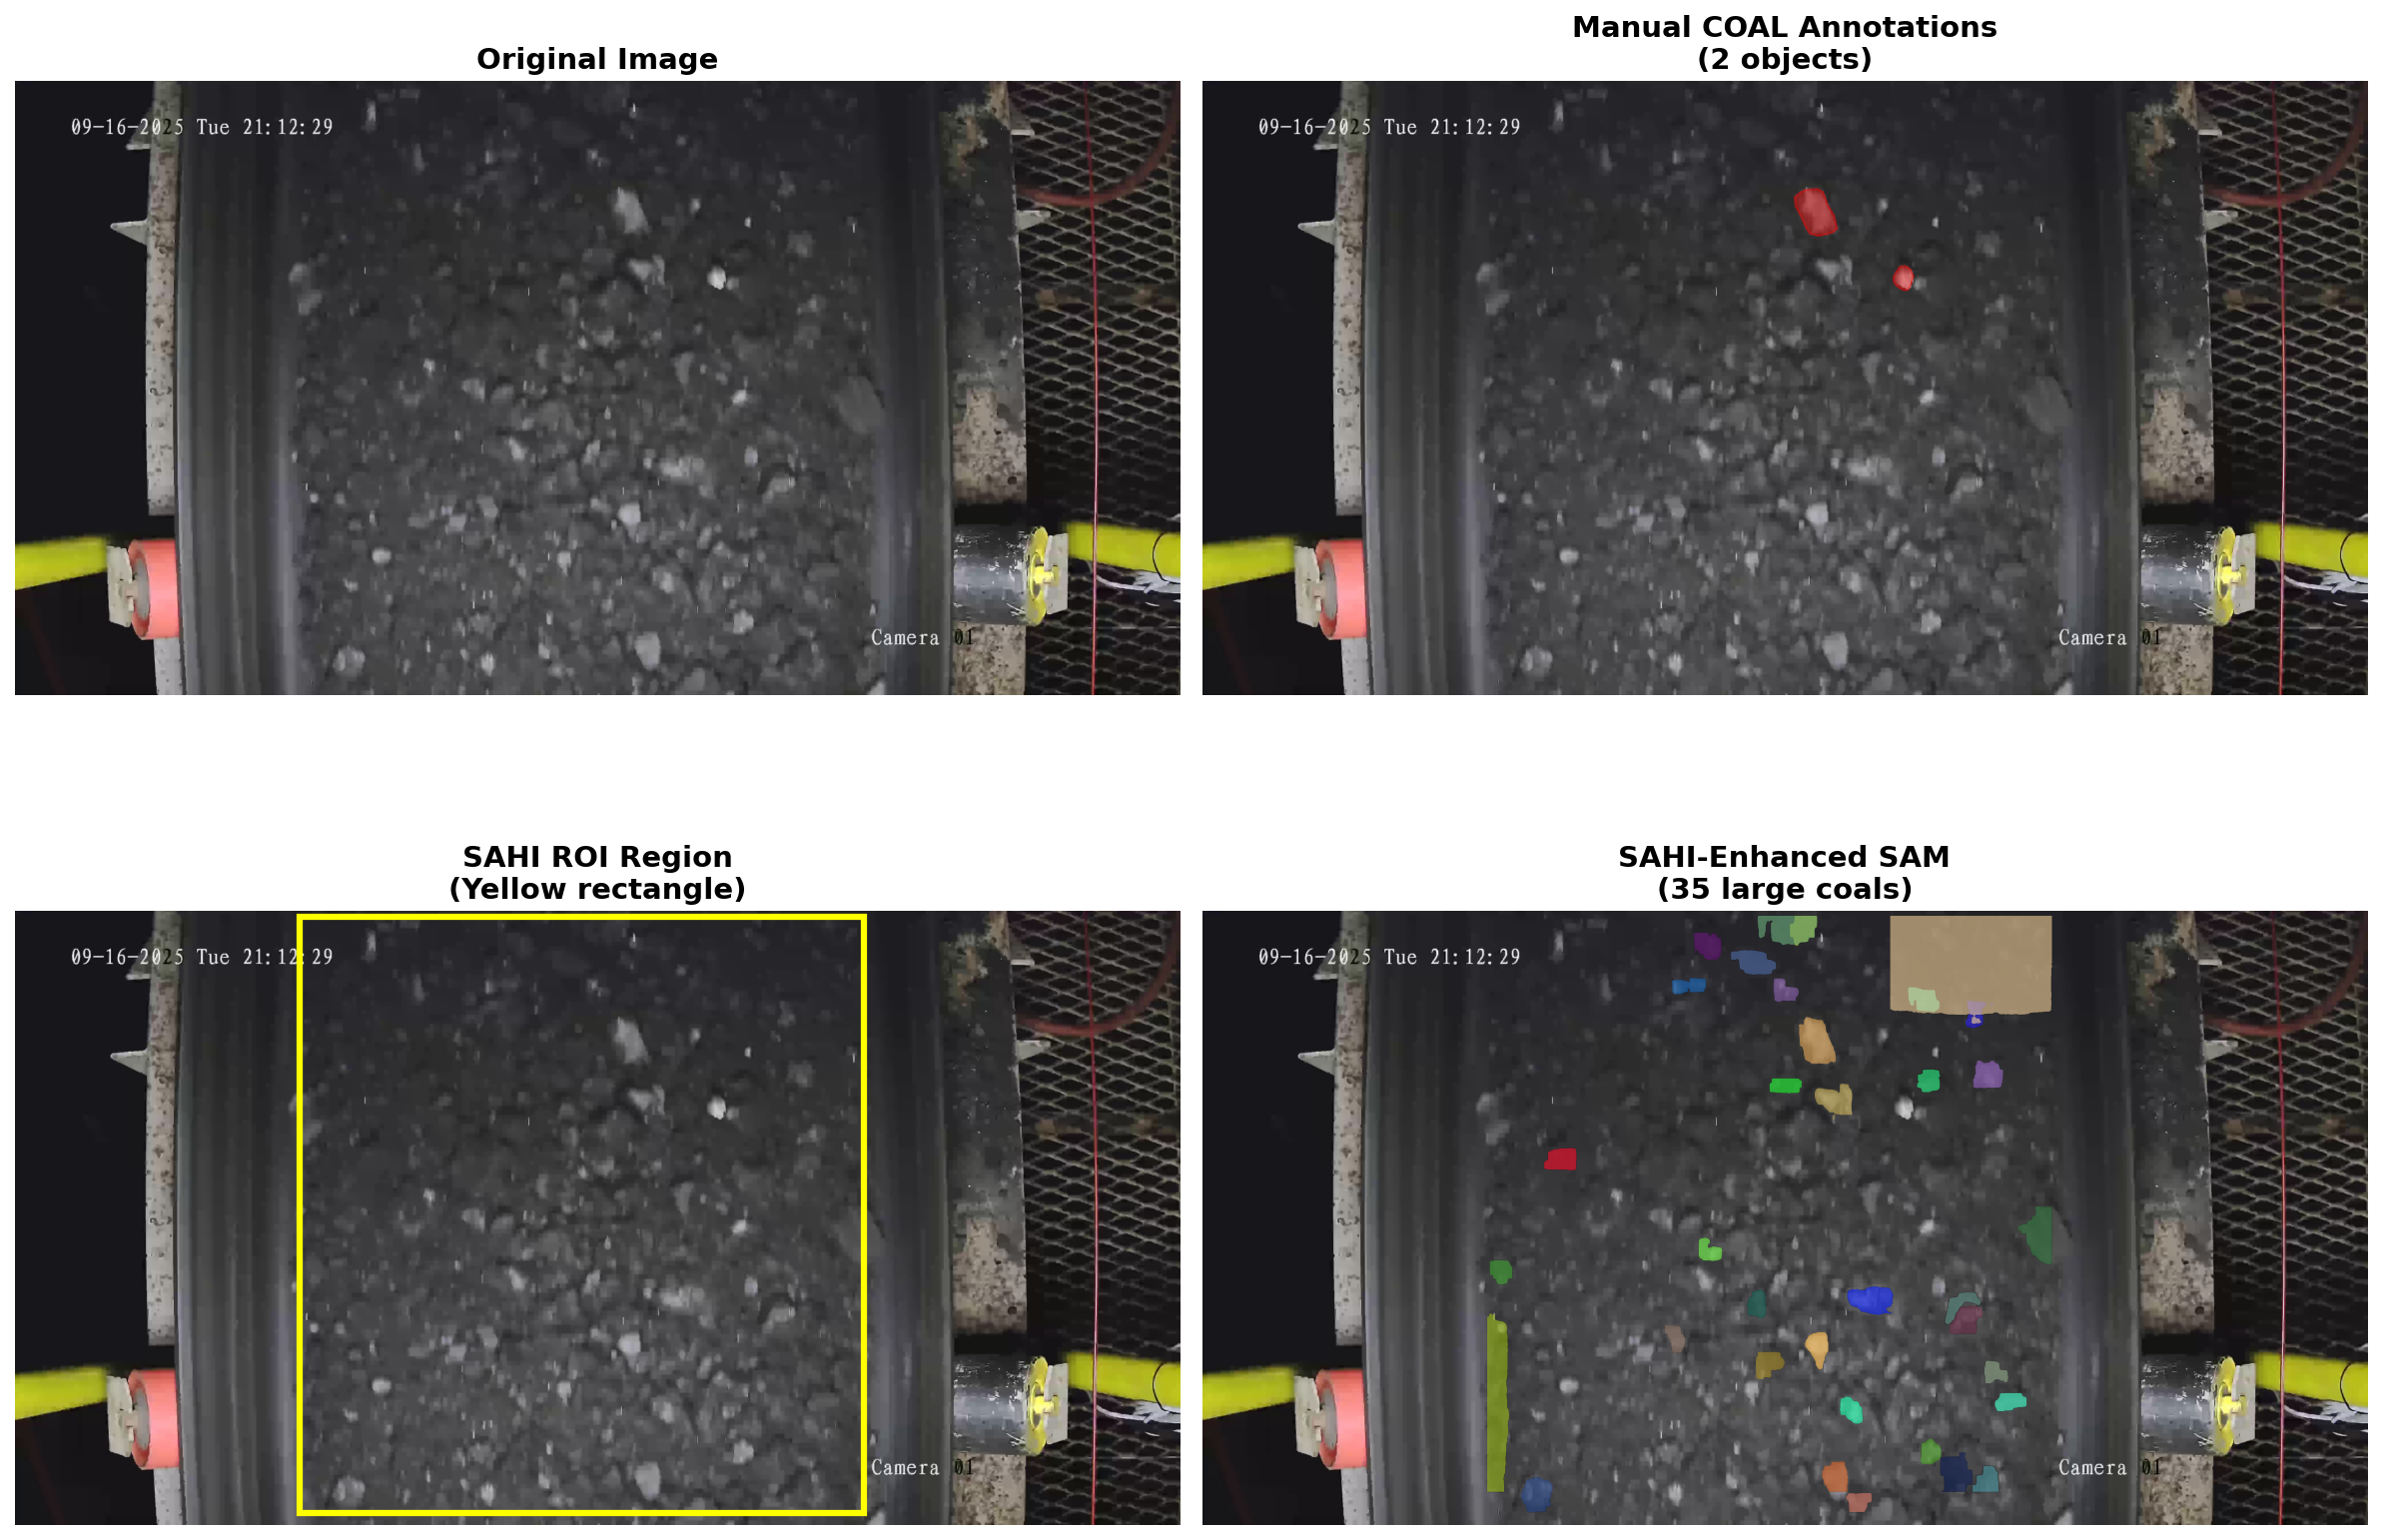 Original Image
09-16-2025 Tue 21:12:29
Camera 01
Manual COAL Annotations
(2 objects)
09-16-2025 Tue 21:12:29
Camera 01
SAHI ROI Region
(Yellow rectangle)
09-16-2025 Tue 21:12:29
Camera 01
SAHI-Enhanced SAM
(35 large coals)
09-16-2025 Tue 21:12:29
Camera 01